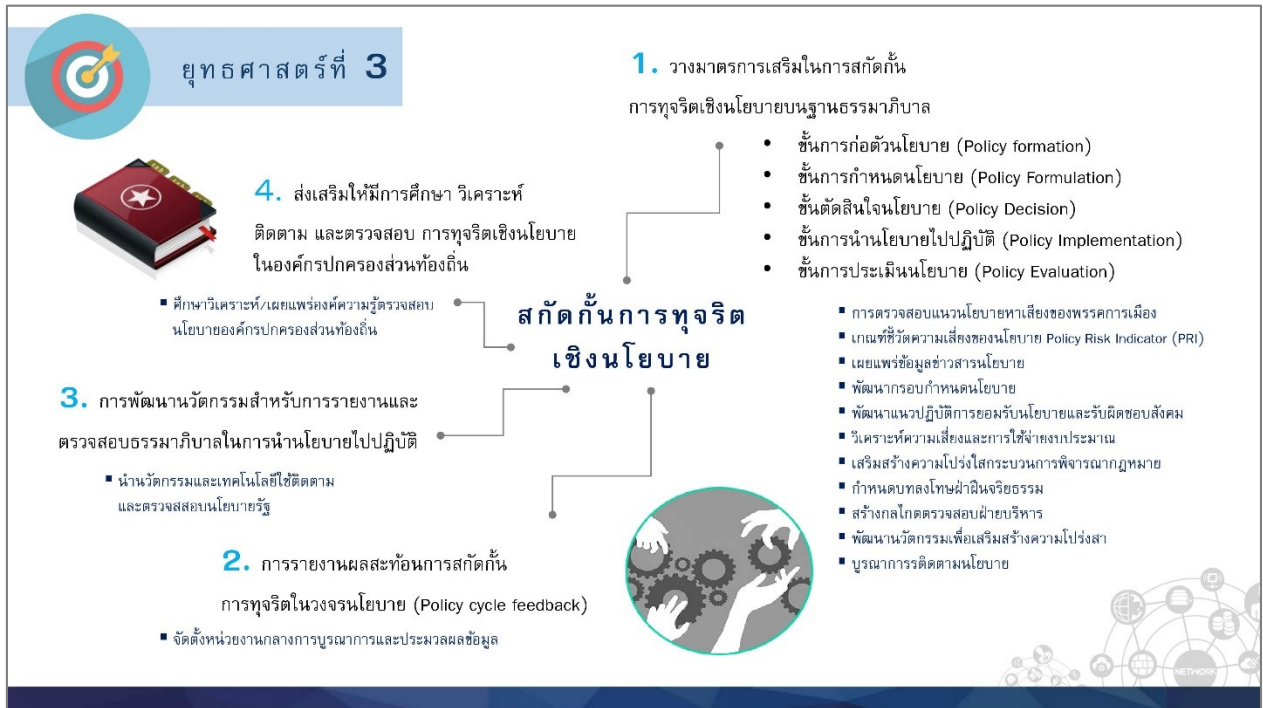 ยุทธศาสตร์ที่ 3
1. วางมาตรการเสริมในการสกัดกั้น
การทุจริตเชิงนโยบายบนฐานธรรมาภิบาล
• ขั้นการก่อตัวนโยบาย (Policy formation)
• ขั้นการกำหนดนโยบาย (Policy Formulation)
• ขั้นตัดสินใจนโยบาย (Policy Decision)
• ขั้นการนำนโยบายไปปฏิบัติ (Policy Implementation)
• ขั้นการประเมินนโยบาย (Policy Evaluation)
▪ การตรวจสอบแนวนโยบายหาเสียงของพรรคการเมือง
▪ เกณฑ์ชี้วัดความเสี่ยงของนโยบาย Policy Risk Indicator (PRI)
▪ เผยแพร่ข้อมูลข่าวสารนโยบาย
▪ พัฒนากรอบกำหนดนโยบาย
▪ พัฒนาแนวปฏิบัติการยอมรับนโยบายและรับผิดชอบสังคม
▪ วิเคราะห์ความเสี่ยงและการใช้จ่ายงบประมาณ
▪ เสริมสร้างความโปร่งใสกระบวนการพิจารณากฎหมาย
▪ กำหนดบทลงโทษฝ่าฝืนจริยธรรม
▪ สร้างกลไกตตรวจสอบฝ่ายบริหาร
▪ พัฒนานวัตกรรมเพื่อเสริมสร้างความโปร่งสา
▪ บูรณาการรติดตามนโยบาย
สกัดกั้นการทุจริต
เชิงนโยบาย
4. ส่งเสริมให้มีการศึกษา วิเคราะห์
ติดตาม และตรวจสอบ การทุจริตเชิงนโยบาย
ในองค์กรปกครองส่วนท้องถิ่น
▪ ศึกษาวิเคราะห์/เผยแพร่องค์ความรู้ตรวจสอบ
นโยบายองค์กรปกครองส่วนท้องถิ่น
3. การพัฒนานวัตกรรมสำหรับการรายงานและ
ตรวจสอบธรรมาภิบาลในการนำนโยบายไปปฏิบัติ
▪ นำนวัตกรรมและเทคโนโลยีใช้ติดตาม
และตรวจสสอบนโยบายรัฐ
2. การรายงานผลสะท้อนการสกัดกั้น
การทุจริตในวงจรนโยบาย (Policy cycle feedback)
▪ จัดตั้งหน่วยงานกลางการบูรณาการและประมวลผลข้อมูล
NETWORK